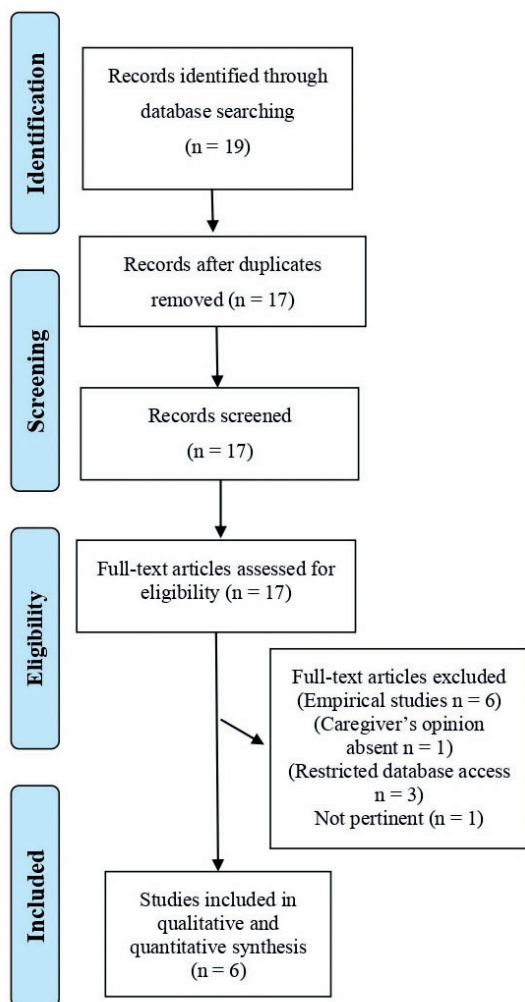 Identification
Records identified through
database searching
(n = 19)
Records after duplicates
removed (n = 17)
Screening
Records screened
(n = 17)
Eligibility
Full-text articles assessed for
eligibility (n = 17)
Full-text articles excluded
(Empirical studies n = 6)
(Caregiver’s opinion
absent n = 1)
(Restricted database access
n = 3)
Not pertinent (n = 1)
Included
Studies included in
qualitative and
quantitative synthesis
(n = 6)